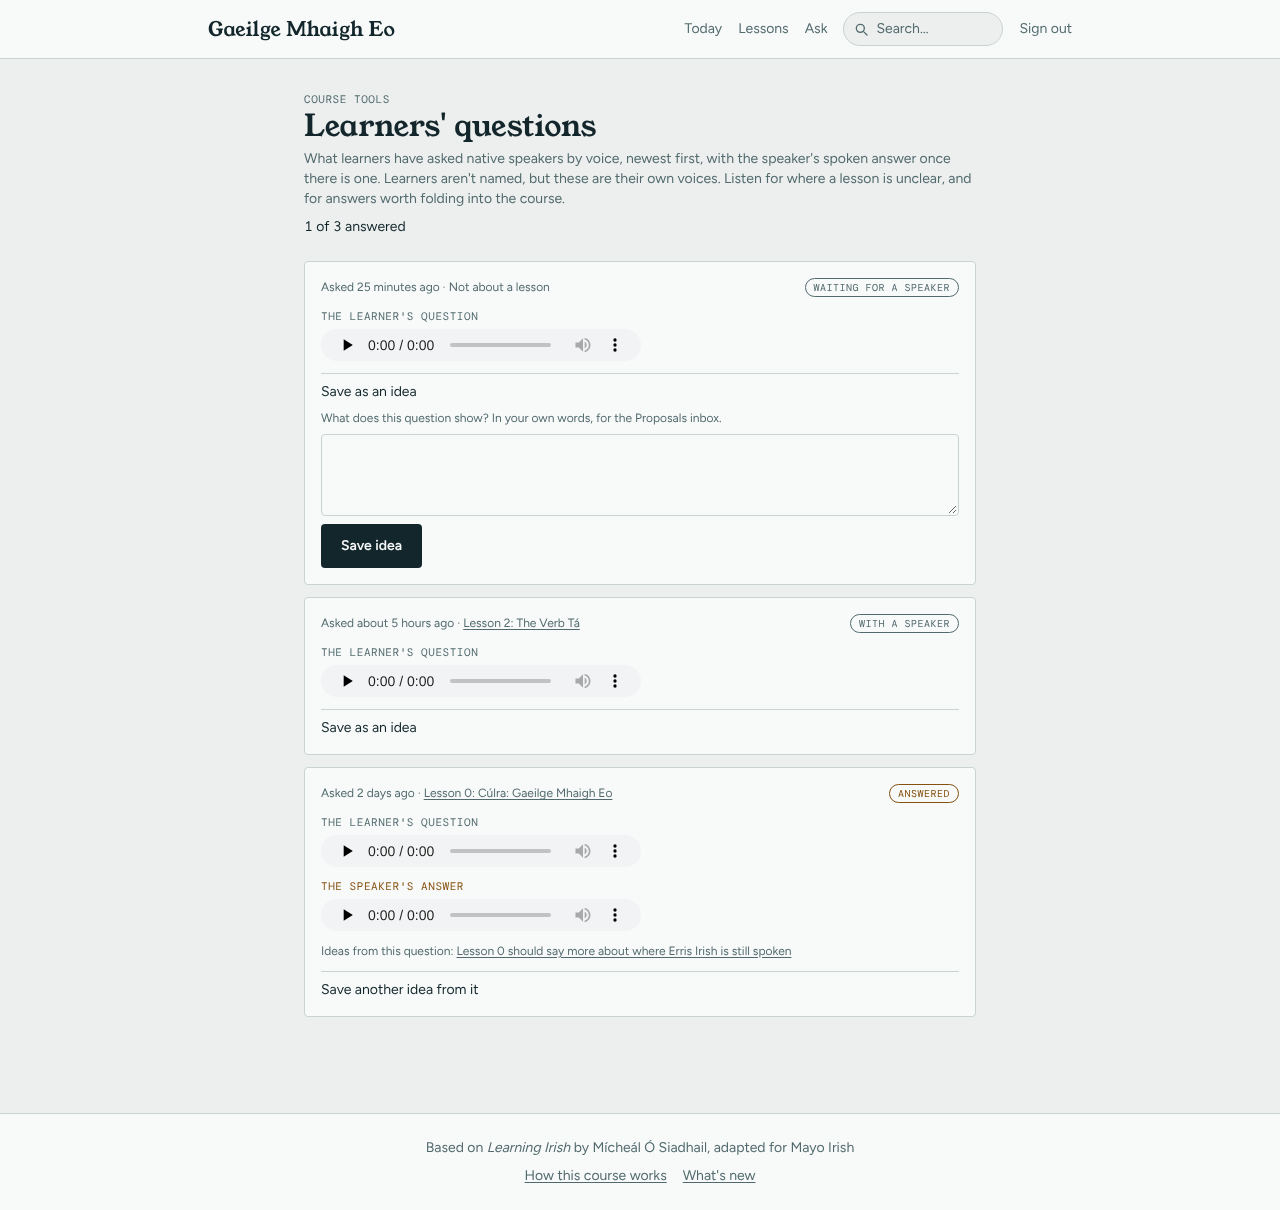 Gaeilge Mhaigh Eo
Today
Lessons
Ask
Search...
Sign out
COURSE TOOLS
Learners' questions
What learners have asked native speakers by voice, newest first, with the speaker's spoken answer once
there is one. Learners aren't named, but these are their own voices. Listen for where a lesson is unclear, and
for answers worth folding into the course.
1 of 3 answered
Asked 25 minutes ago · Not about a lesson
WAITING FOR A SPEAKER
THE LEARNER'S QUESTION
0:00 / 0:00
Save as an idea
What does this question show? In your own words, for the Proposals inbox.
Save idea
Asked about 5 hours ago · Lesson 2: The Verb Tá
WITH A SPEAKER
THE LEARNER'S QUESTION
0:00 / 0:00
Save as an idea
Asked 2 days ago · Lesson 0: Cúlra: Gaeilge Mhaigh Eo
ANSWERED
THE LEARNER'S QUESTION
0:00 / 0:00
THE SPEAKER'S ANSWER
0:00 / 0:00
Ideas from this question: Lesson 0 should say more about where Erris Irish is still spoken
Save another idea from it
Based on Learning Irish by Mícheál Ó Siadhail, adapted for Mayo Irish
How this course works
What's new